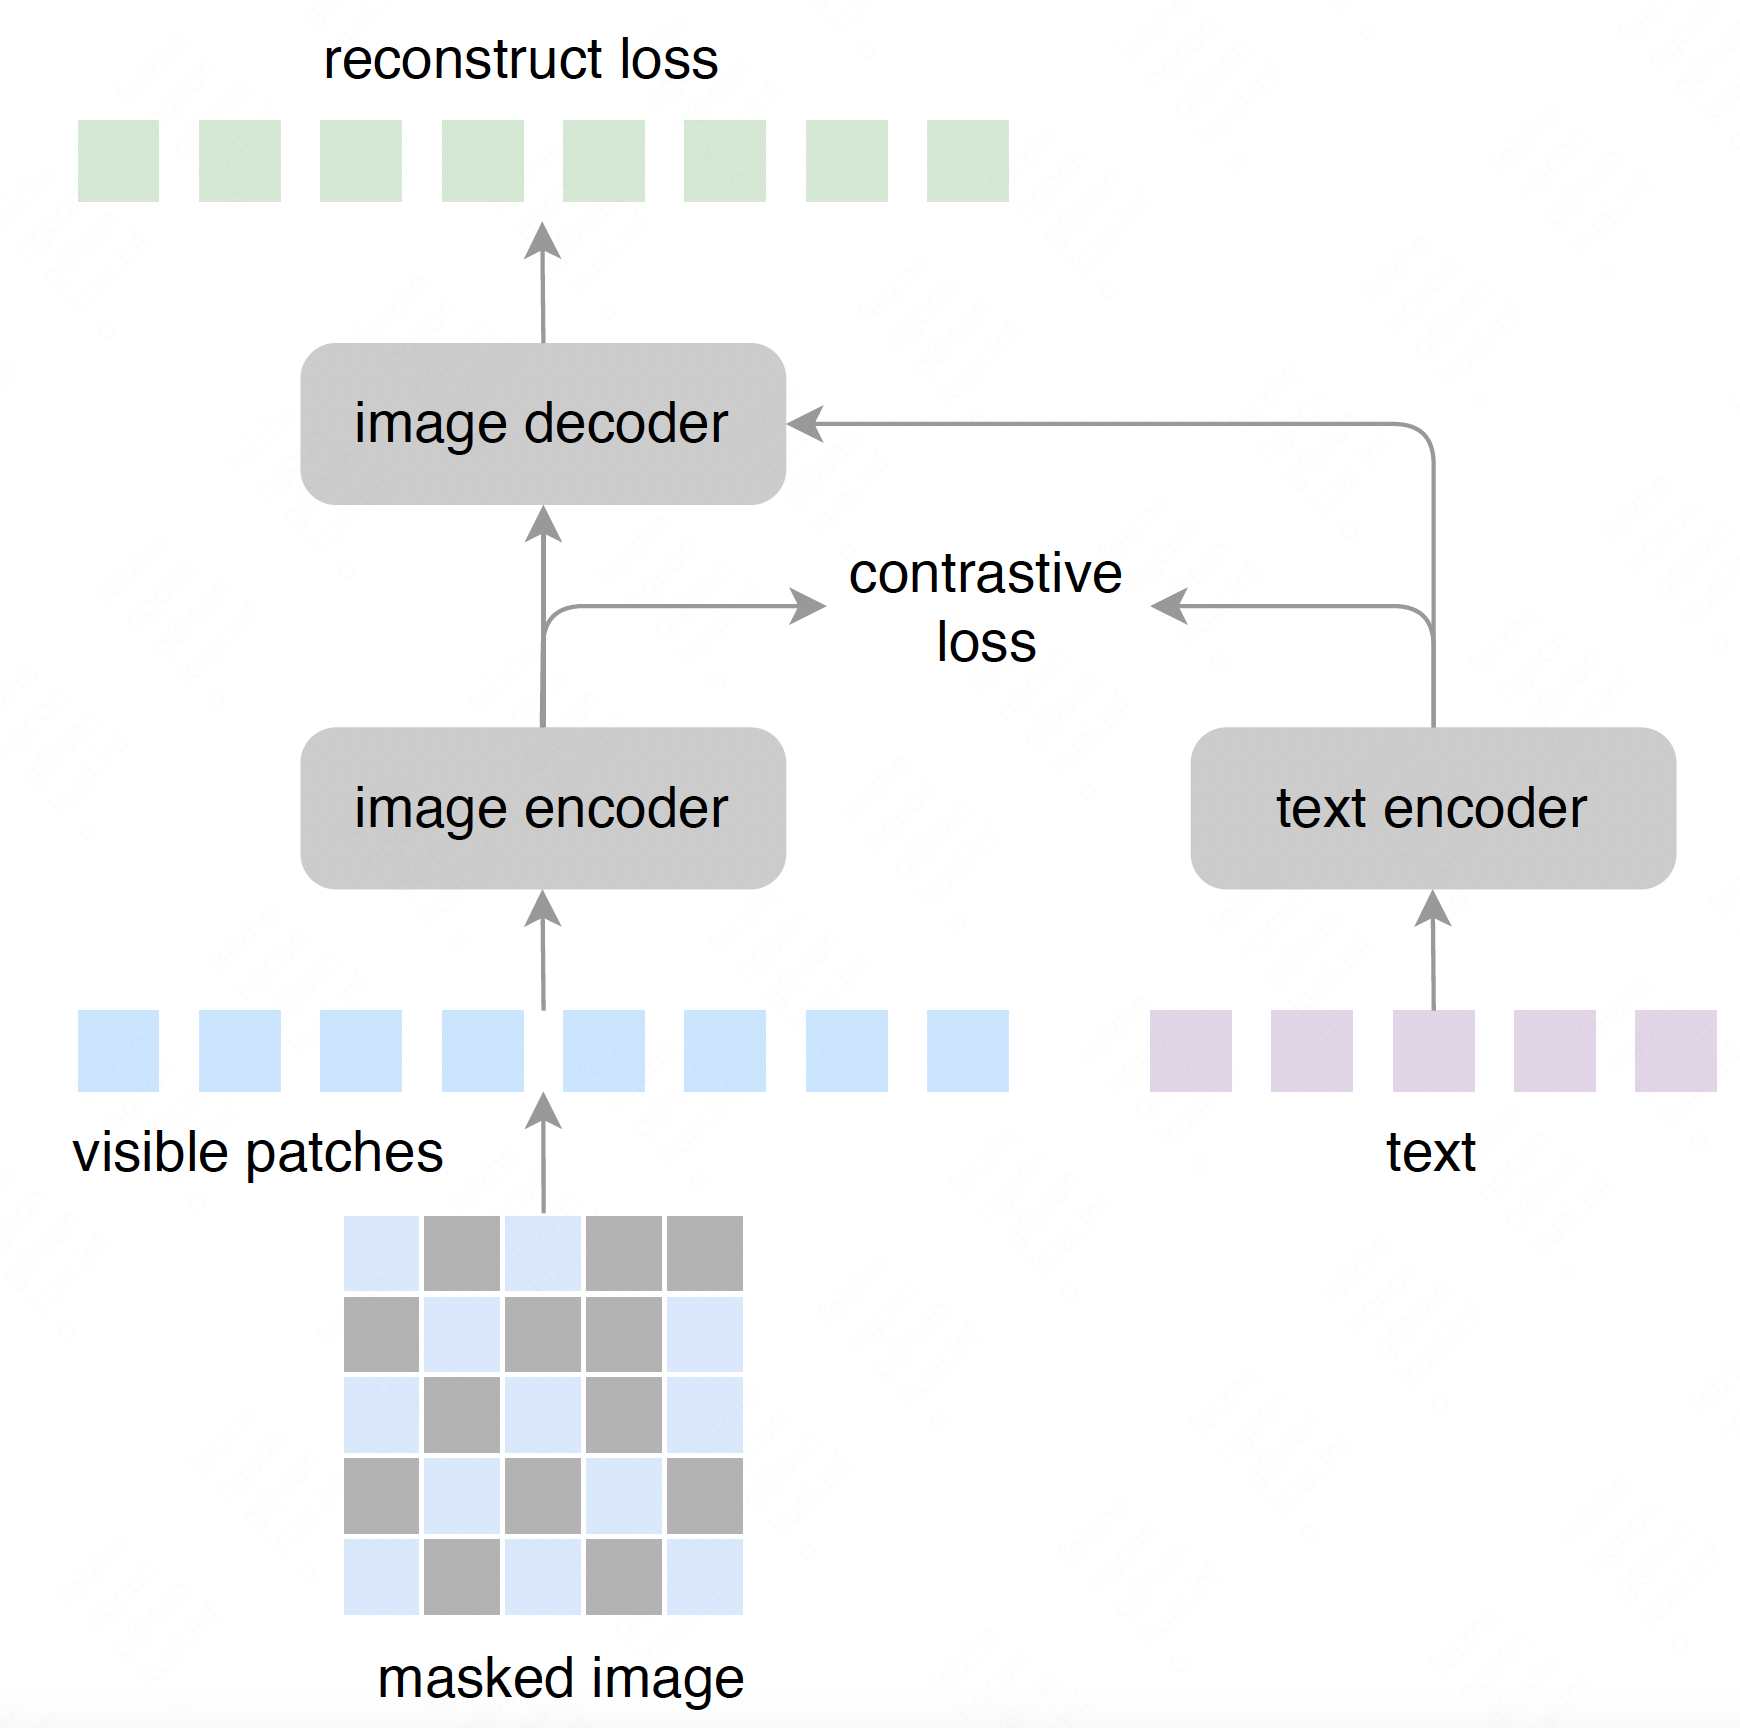 reconstruct loss
image decoder
contrastive
loss
image encoder
text encoder
visible patches
text
masked image